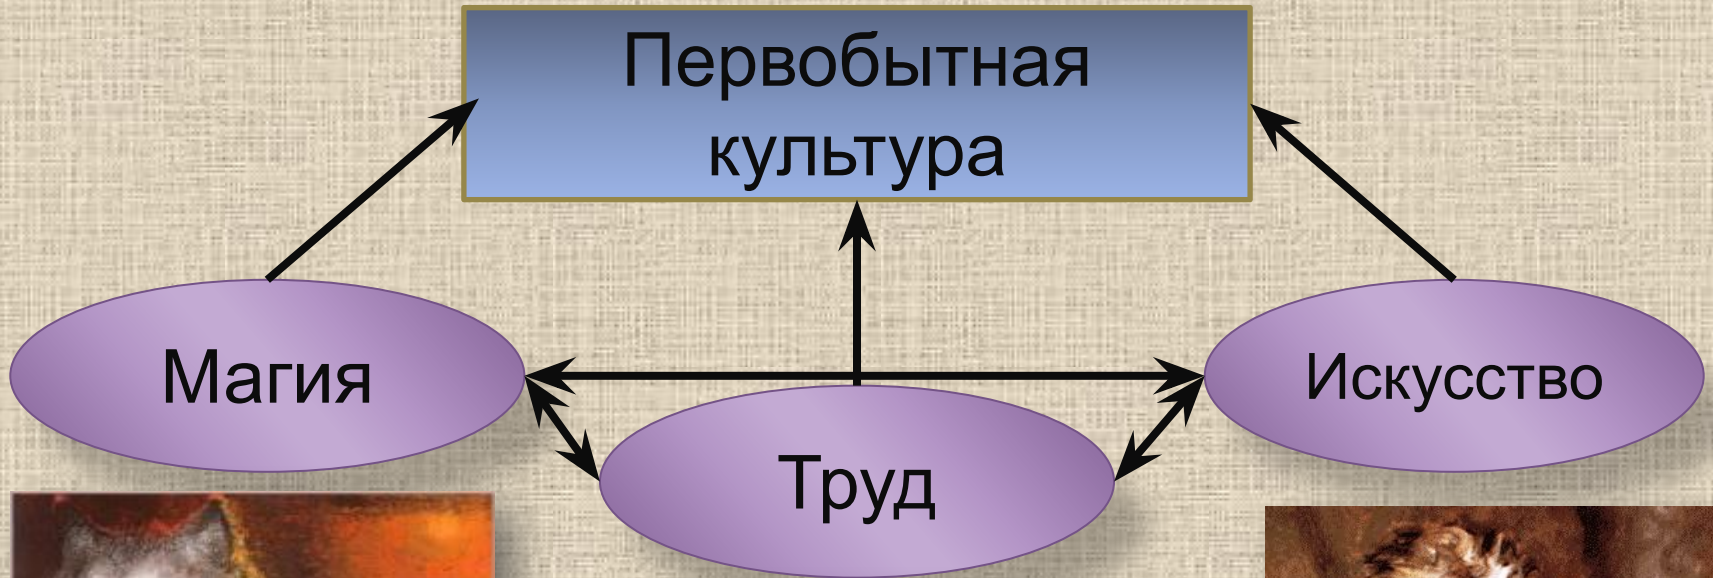 Первобытная
культура
Магия
Искусство
Труд